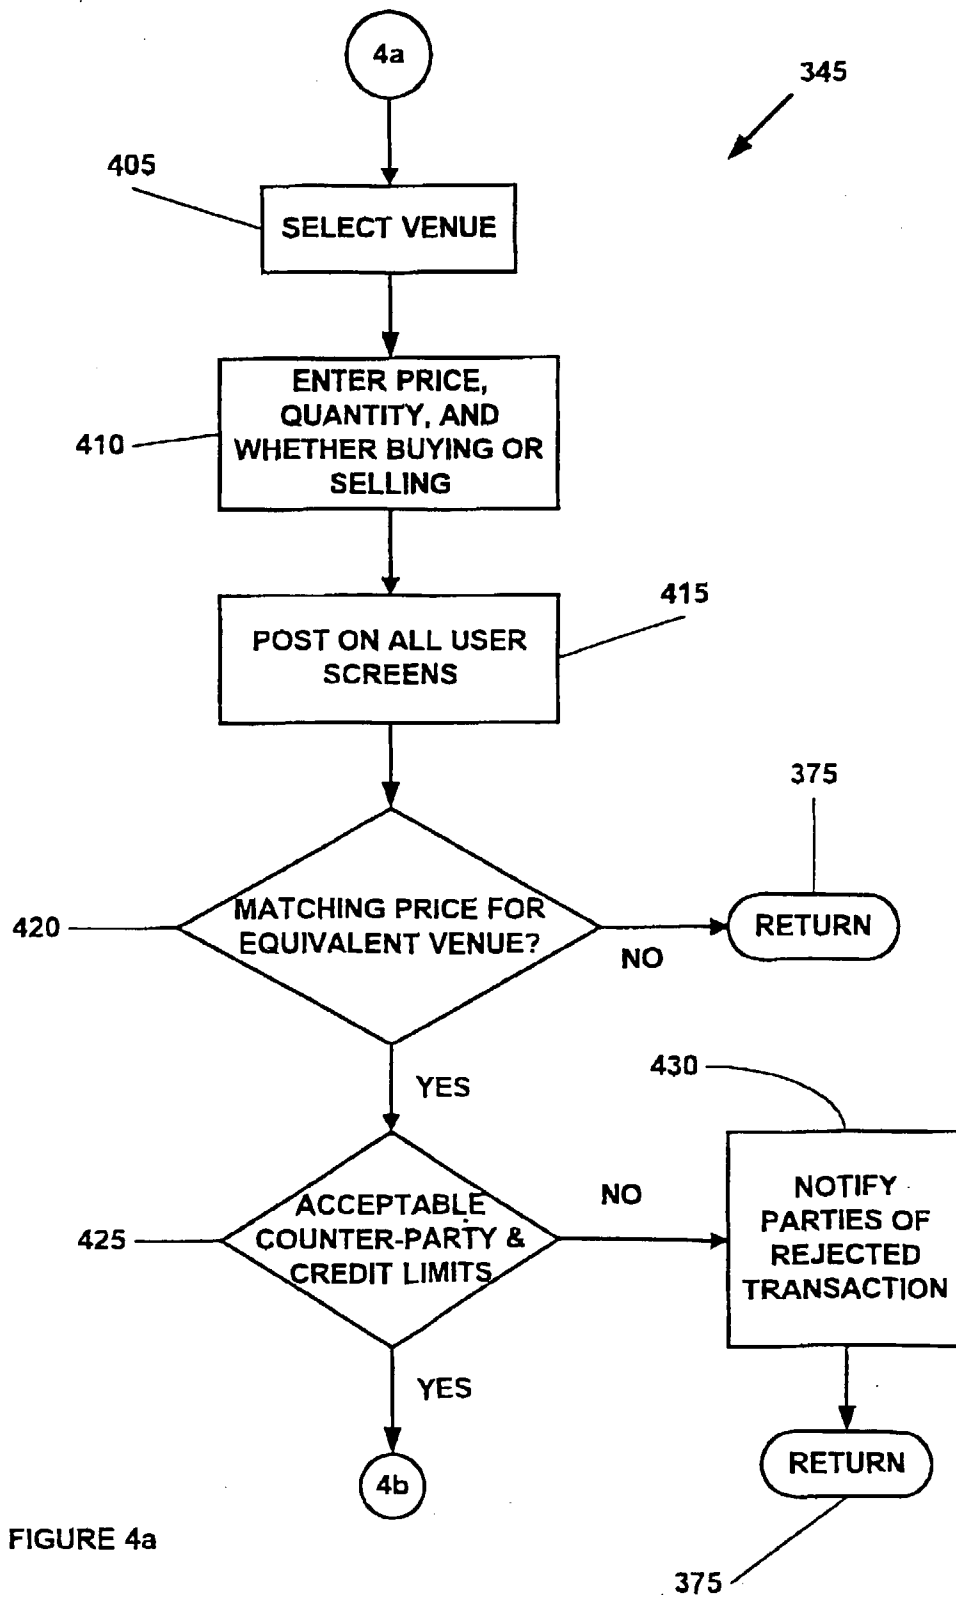 4a
345
405
SELECT VENUE
ENTER PRICE,
QUANTITY, AND
WHETHER BUYING OR
SELLING
410
415
POST ON ALL USER
SCREENS
375
420
MATCHING PRICE FOR
EQUIVALENT VENUE?
RETURN
NO
YES
430
NO
NOTIFY
PARTIES OF
REJECTED
TRANSACTION
425
ACCEPTABLE
COUNTER-PARTY &
CREDIT LIMITS
YES
4b
RETURN
FIGURE 4a
375